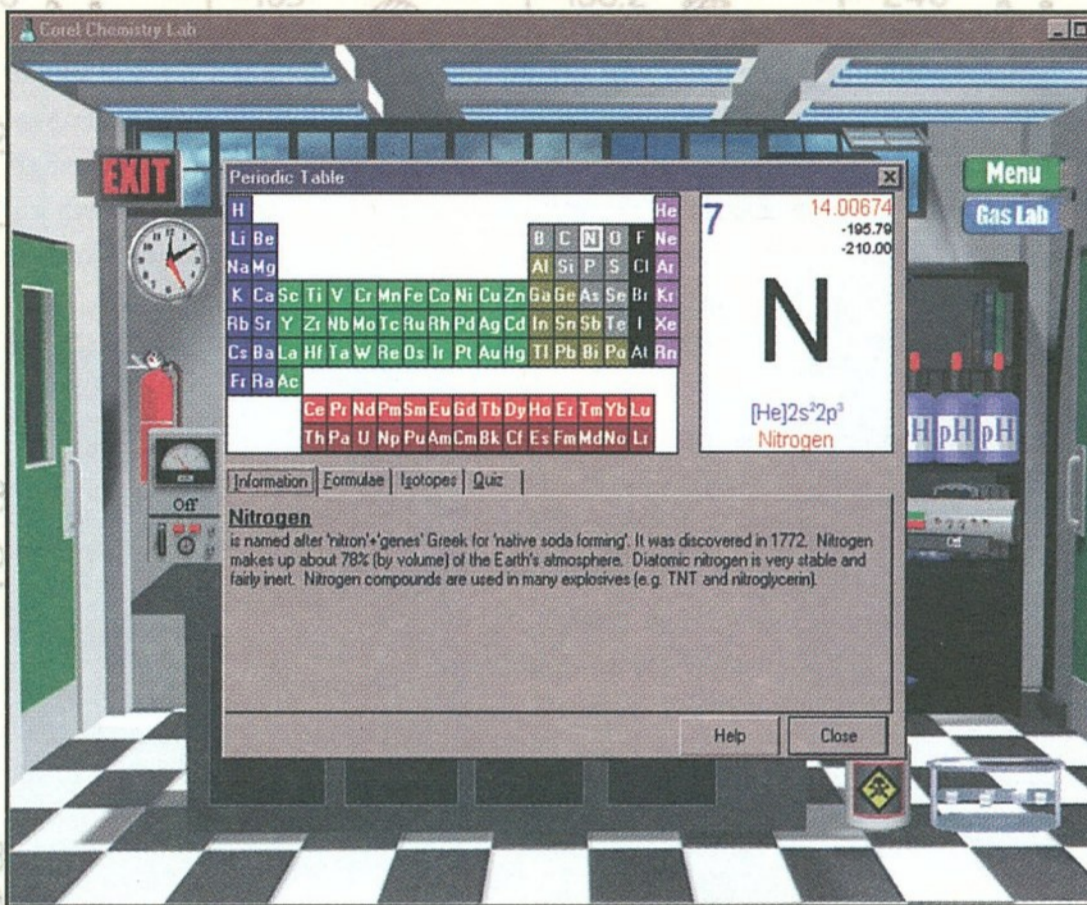 Corel Chemistry Lab
EXIT
Menu
Gas Lab
Periodic Table
H He
Li Be B C N O F Ne
Na Mg Al Si P S Cl Ar
K Ca Sc Ti V Cr Mn Fe Co Ni Cu Zn Ga Ge As Se Br Kr
Rb Sr Y Zr Nb Mo Tc Ru Rh Pd Ag Cd In Sn Sb Te I Xe
Cs Ba La Hf Ta W Re Os Ir Pt Au Hg Tl Pb Bi Po At Rn
Fr Ra Ac
Ce Pr Nd Pm Sm Eu Gd Tb Dy Ho Er Tm Yb Lu
Th Pa U Np Pu Am Cm Bk Cf Es Fm Md No Lr
7
14.00674
-195.79
-210.00
N
[He]2s²2p³
Nitrogen
Off
H pH pH
Information Formulae Isotopes Quiz
Nitrogen
is named after 'nitron'+'genes' Greek for 'native soda forming'. It was discovered in 1772. Nitrogen
makes up about 78% (by volume) of the Earth's atmosphere. Diatomic nitrogen is very stable and
fairly inert. Nitrogen compounds are used in many explosives (e.g. TNT and nitroglycerin).
Help
Close